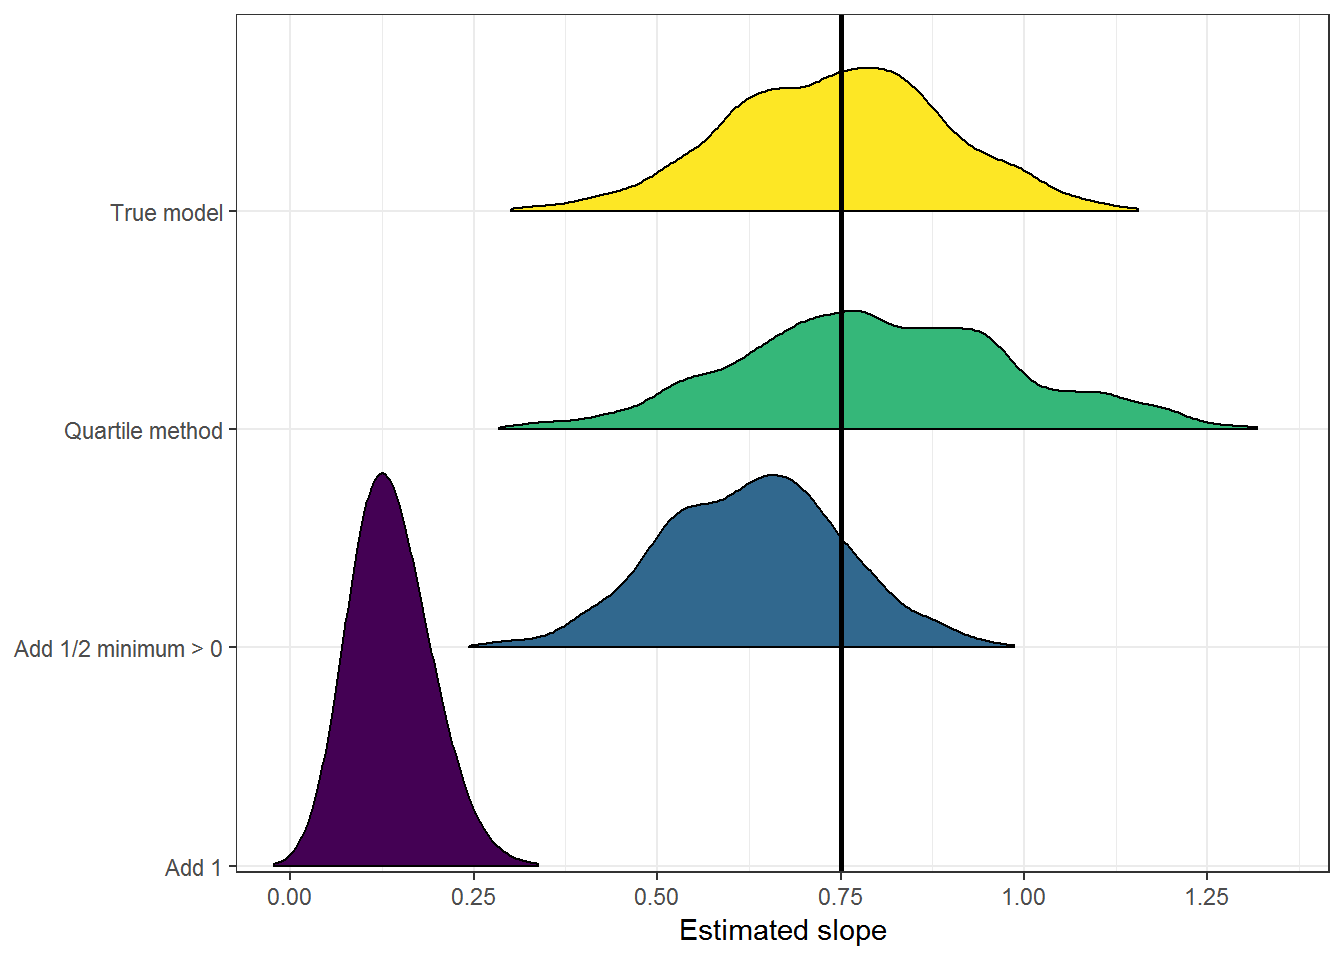 True model
Quartile method
Add 1/2 minimum > 0
Add 1
0.00 0.25 0.50 0.75 1.00 1.25
Estimated slope